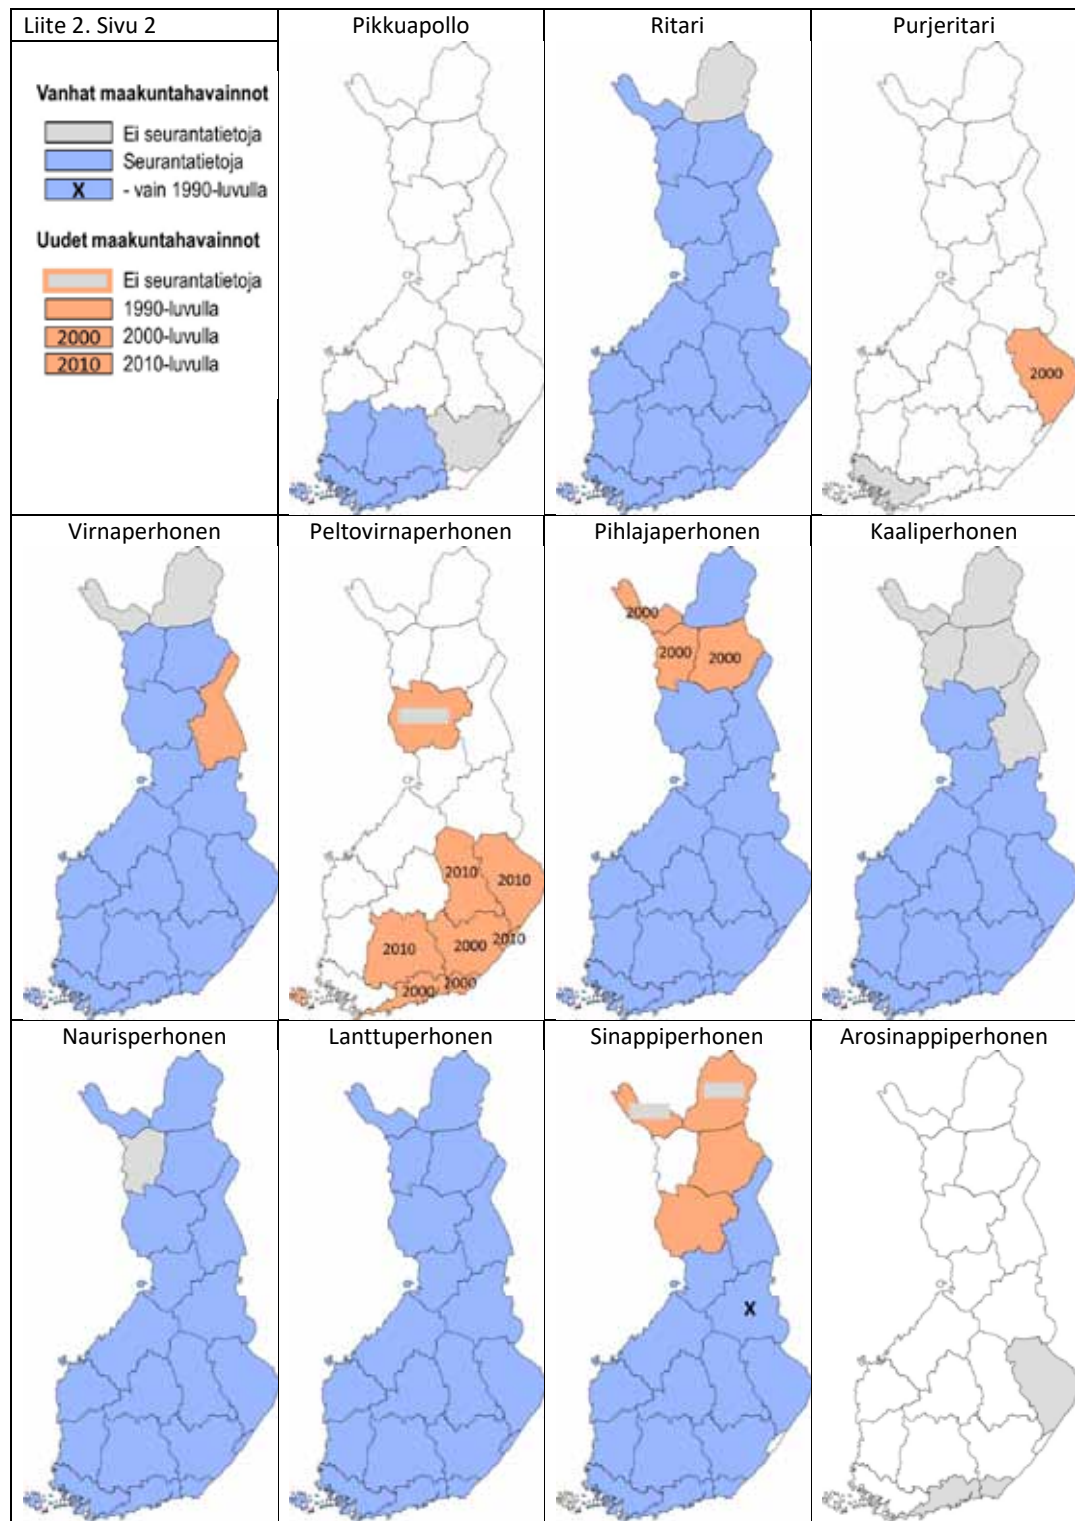 Liite 2. Sivu 2
Pikkuapollo
Ritari
Purjeritari
Vanhat maakuntahavainnot
Ei seurantatietoja
Seurantatietoja
X - vain 1990-luvulla
Uudet maakuntahavainnot
Ei seurantatietoja
1990-luvulla
2000 2000-luvulla
2010 2010-luvulla
2000
Virnaperhonen
Peltovirnaperhonen
Pihlajaperhonen
Kaaliperhonen
2010
2010
2010
2000
2010
2000
2000
2000
2000
2000
Naurisperhonen
Lanttuperhonen
Sinappiperhonen
Arosinappiperhonen
X